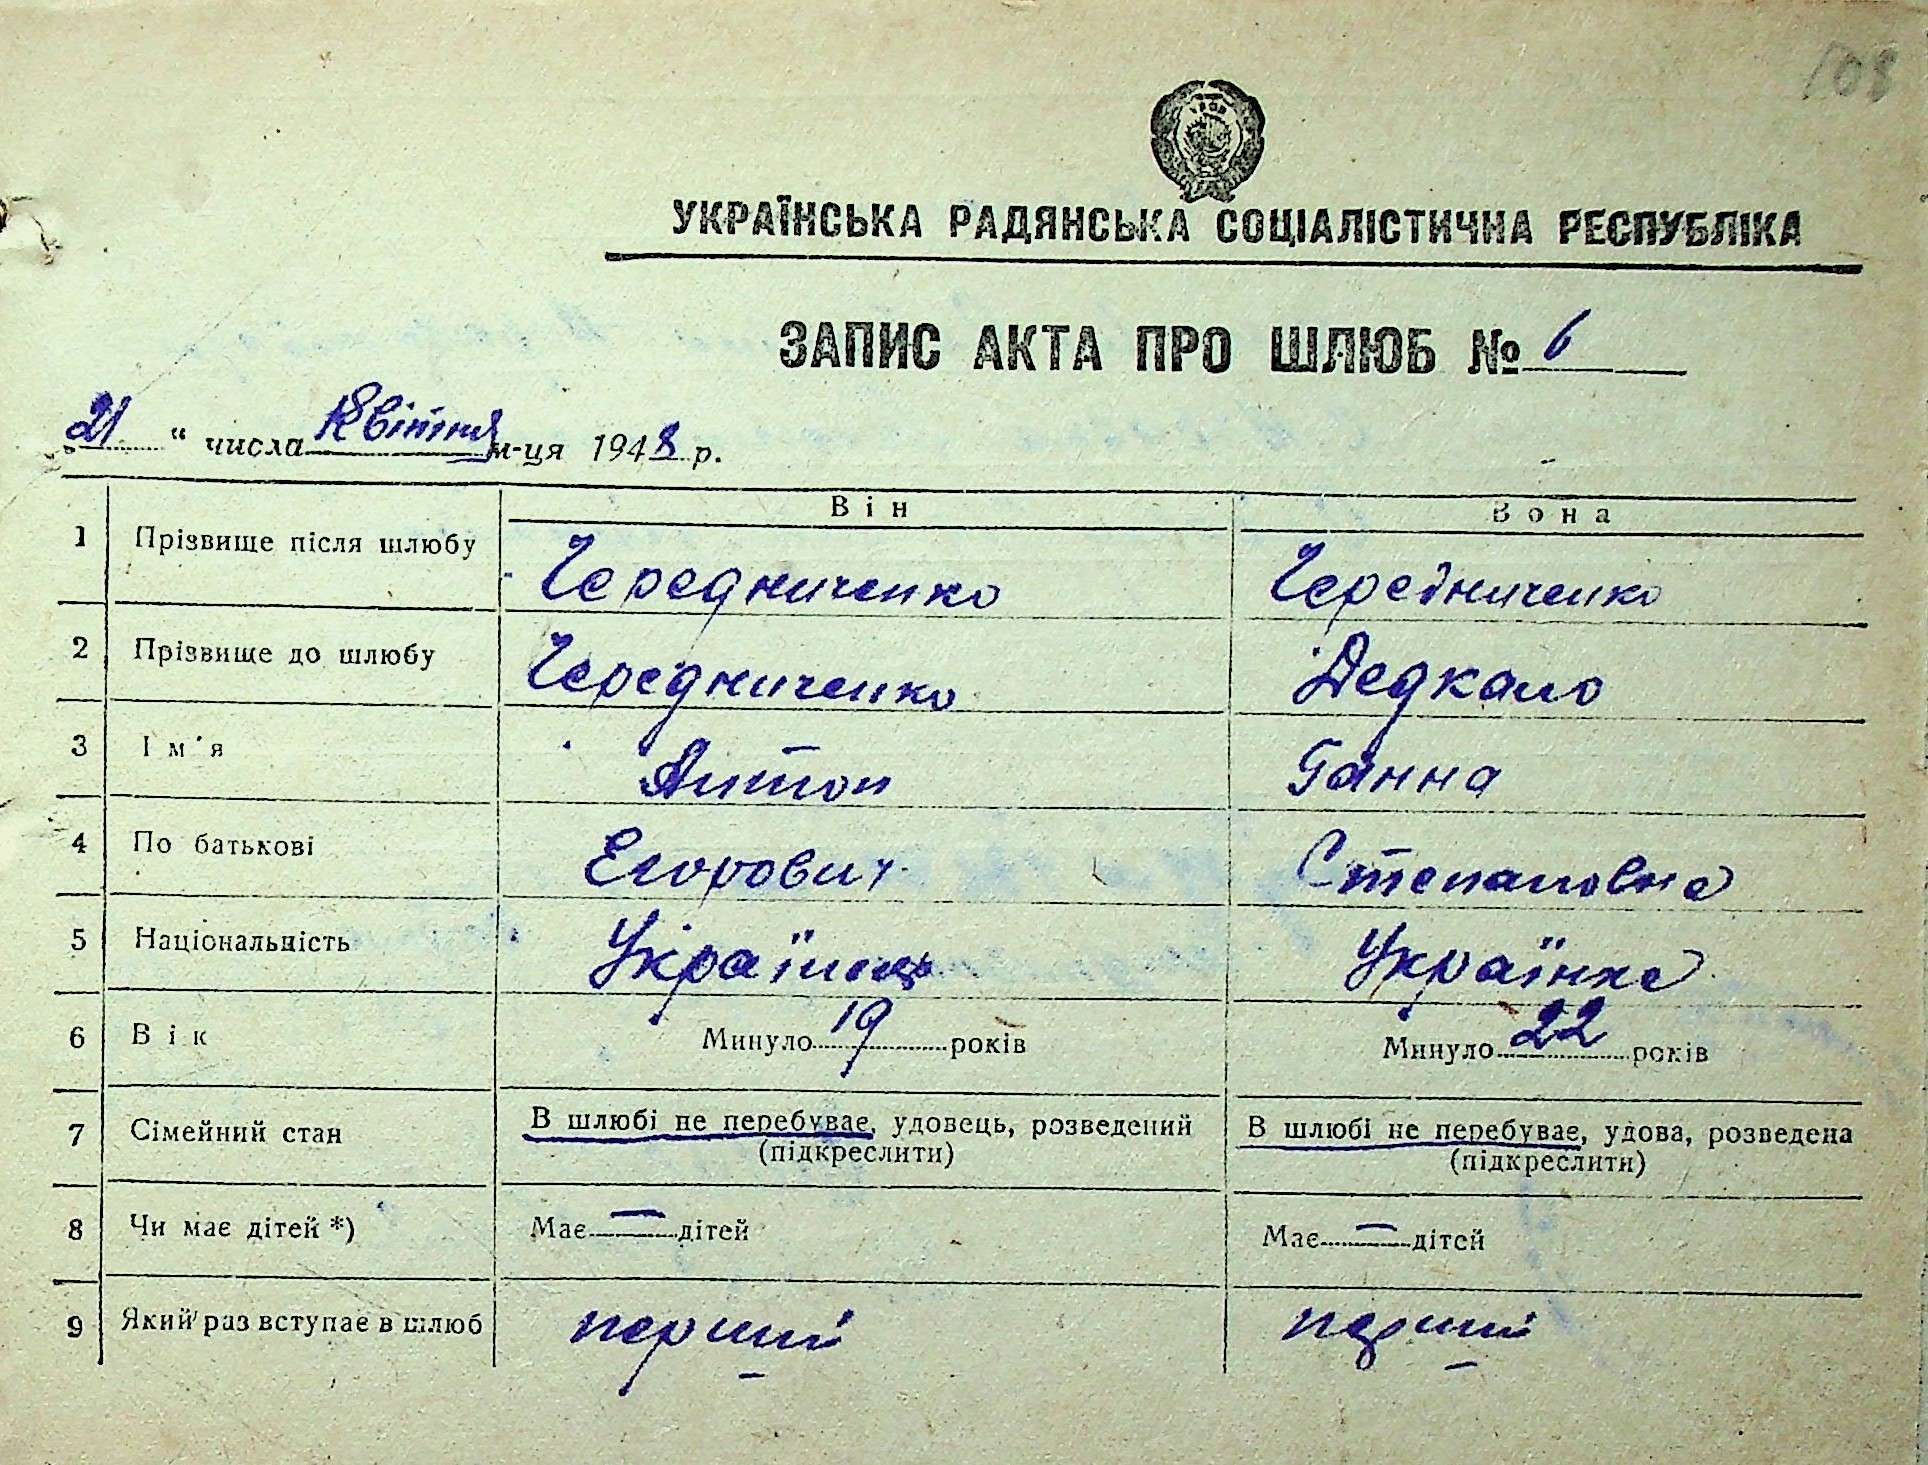 108
УКРАЇНСЬКА РАДЯНСЬКА СОЦІАЛІСТИЧНА РЕСПУБЛІКА
ЗАПИС АКТА ПРО ШЛЮБ № 6
„21“ числа Квітня м-ця 1948 р.
Він Вона
1 Прізвище після шлюбу Чередниченко Чередниченко
2 Прізвище до шлюбу Чередниченко Дедкало
3 Ім'я Антон Ганна
4 По батькові Егорович Степановна
5 Національність Українець Українка
6 Вік Минуло 19 років Минуло 22 років
7 Сімейний стан В шлюбі не перебуває, удовець, розведений (підкреслити) В шлюбі не перебуває, удова, розведена (підкреслити)
8 Чи має дітей *) Має — дітей Має — дітей
9 Який раз вступає в шлюб перший перший